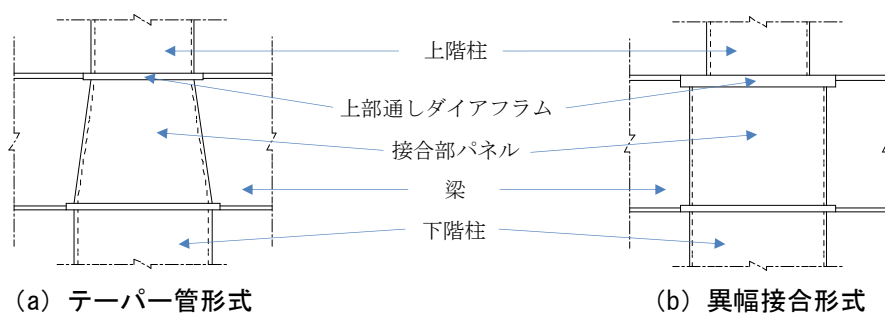 上階柱
上部通しダイアフラム
接合部パネル
梁
下階柱
(a) テーパー管形式
(b) 異幅接合形式